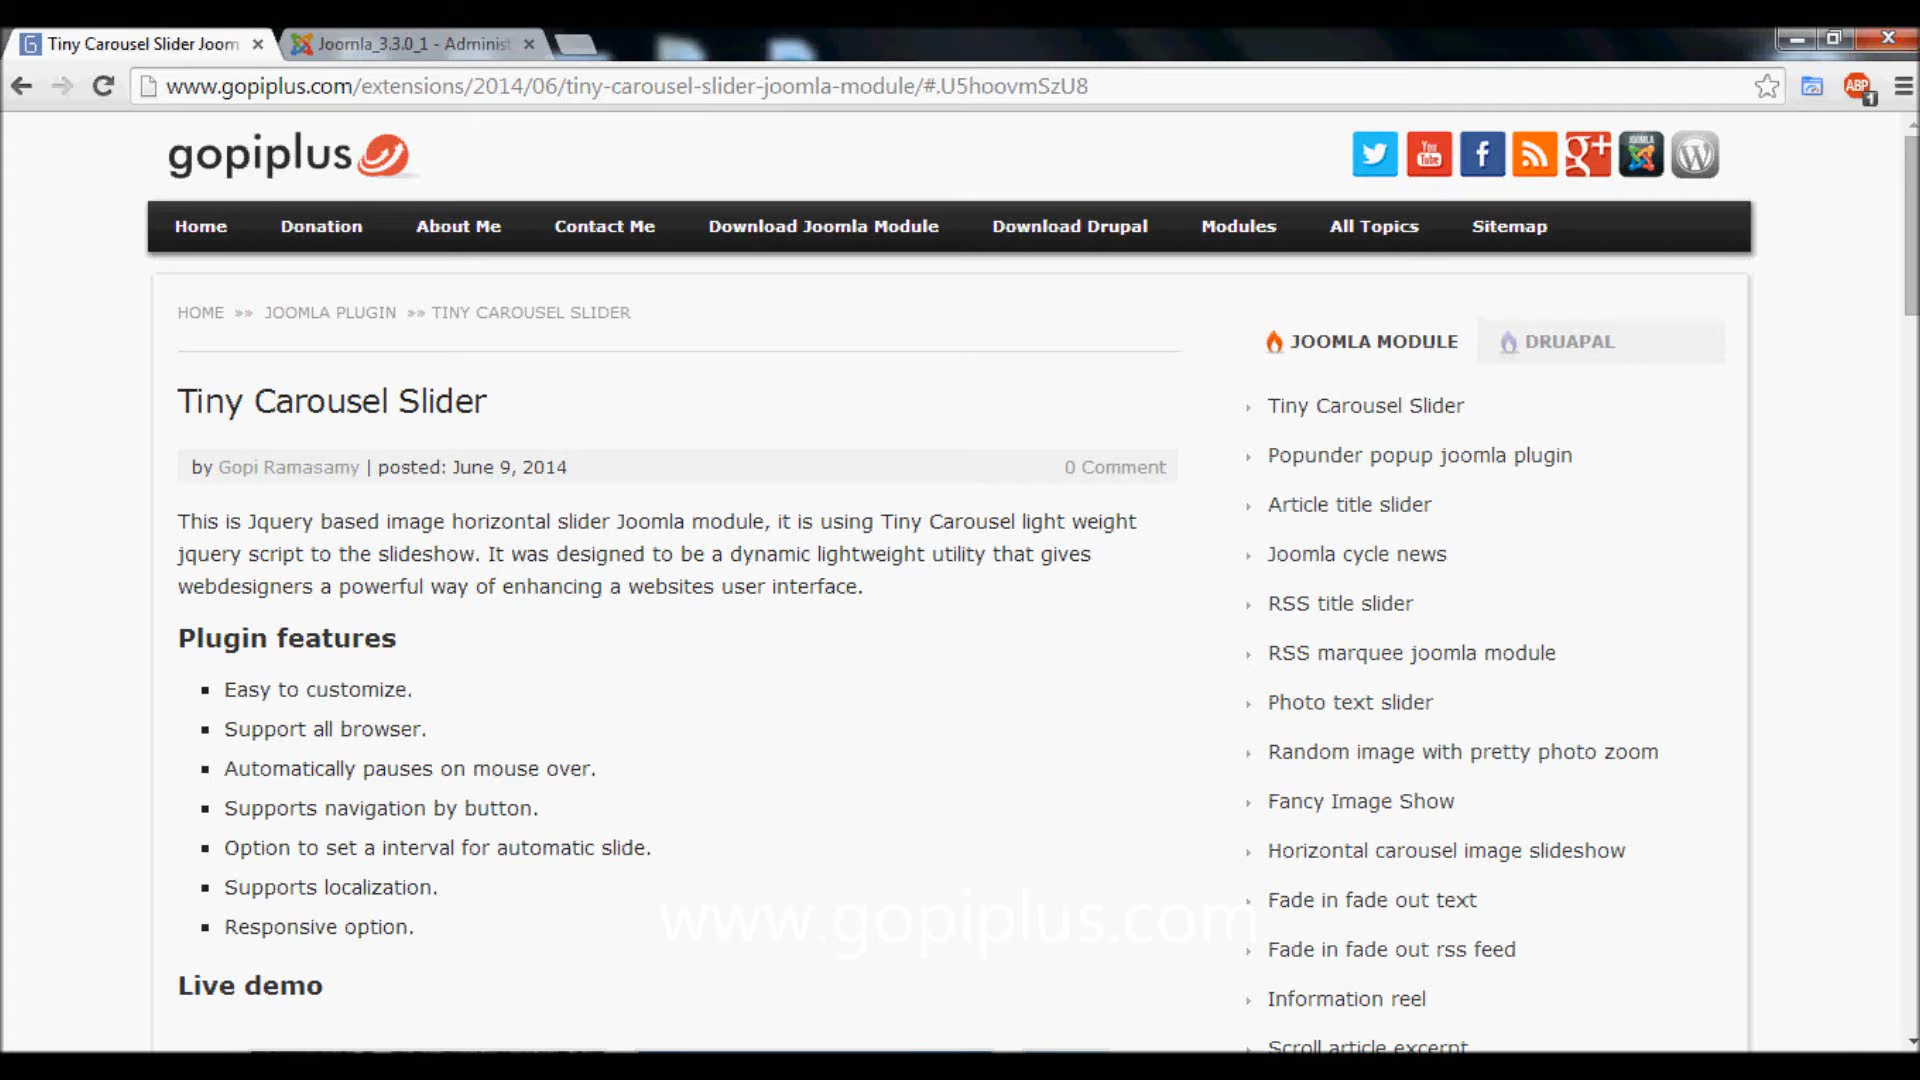 Tiny Carousel Slider Joom
Joomla_3.3.0_1 - Administ
www.gopiplus.com/extensions/2014/06/tiny-carousel-slider-joomla-module/#.U5hoovmSzU8
ABP
1
gopiplus
You
Tube
g+
JOOMLA
Home Donation About Me Contact Me Download Joomla Module Download Drupal Modules All Topics Sitemap
HOME »» JOOMLA PLUGIN »» TINY CAROUSEL SLIDER
Tiny Carousel Slider
by Gopi Ramasamy | posted: June 9, 2014 0 Comment
This is Jquery based image horizontal slider Joomla module, it is using Tiny Carousel light weight
jquery script to the slideshow. It was designed to be a dynamic lightweight utility that gives
webdesigners a powerful way of enhancing a websites user interface.
Plugin features
Easy to customize.
Support all browser.
Automatically pauses on mouse over.
Supports navigation by button.
Option to set a interval for automatic slide.
Supports localization.
Responsive option.
Live demo
JOOMLA MODULE DRUAPAL
Tiny Carousel Slider
Popunder popup joomla plugin
Article title slider
Joomla cycle news
RSS title slider
RSS marquee joomla module
Photo text slider
Random image with pretty photo zoom
Fancy Image Show
Horizontal carousel image slideshow
Fade in fade out text
Fade in fade out rss feed
Information reel
Scroll article excerpt
www.gopiplus.com